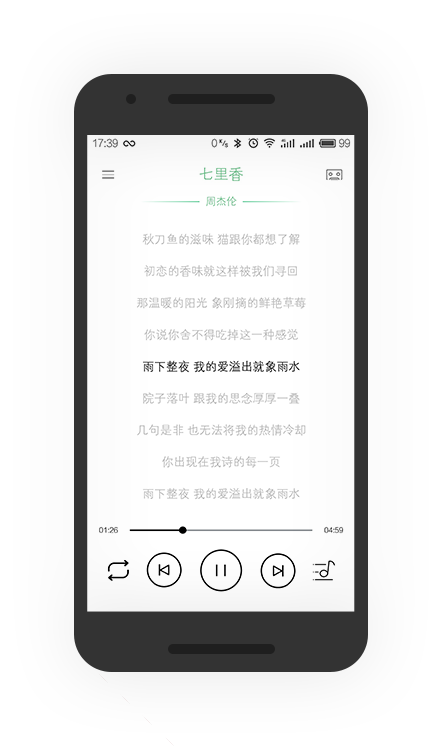 17:39 0 K/s 99
七里香
周杰伦
秋刀鱼的滋味 猫跟你都想了解
初恋的香味就这样被我们寻回
那温暖的阳光 象刚摘的鲜艳草莓
你说你舍不得吃掉这一种感觉
雨下整夜 我的爱溢出就象雨水
院子落叶 跟我的思念厚厚一叠
几句是非 也无法将我的热情冷却
你出现在我诗的每一页
雨下整夜 我的爱溢出就象雨水
01:26 04:59